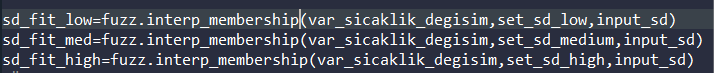 sd_fit_low=fuzz.interp_membership(var_sicaklik_degisim,set_sd_low,input_sd)
sd_fit_med=fuzz.interp_membership(var_sicaklik_degisim,set_sd_medium,input_sd)
sd_fit_high=fuzz.interp_membership(var_sicaklik_degisim,set_sd_high,input_sd)